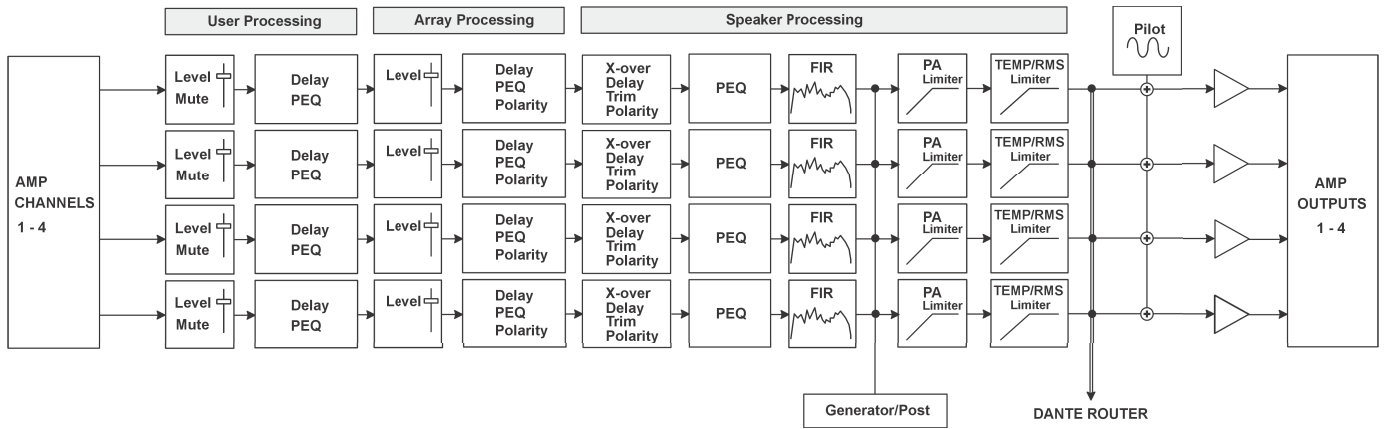 User Processing
Array Processing
Speaker Processing
Pilot
AMP
CHANNELS
1 - 4
Level
Mute
Delay
PEQ
Level
Delay
PEQ
Polarity
X-over
Delay
Trim
Polarity
PEQ
FIR
PA
Limiter
TEMP/RMS
Limiter
Level
Mute
Delay
PEQ
Level
Delay
PEQ
Polarity
X-over
Delay
Trim
Polarity
PEQ
FIR
PA
Limiter
TEMP/RMS
Limiter
Level
Mute
Delay
PEQ
Level
Delay
PEQ
Polarity
X-over
Delay
Trim
Polarity
PEQ
FIR
PA
Limiter
TEMP/RMS
Limiter
Level
Mute
Delay
PEQ
Level
Delay
PEQ
Polarity
X-over
Delay
Trim
Polarity
PEQ
FIR
PA
Limiter
TEMP/RMS
Limiter
AMP
OUTPUTS
1 - 4
Generator/Post
DANTE ROUTER